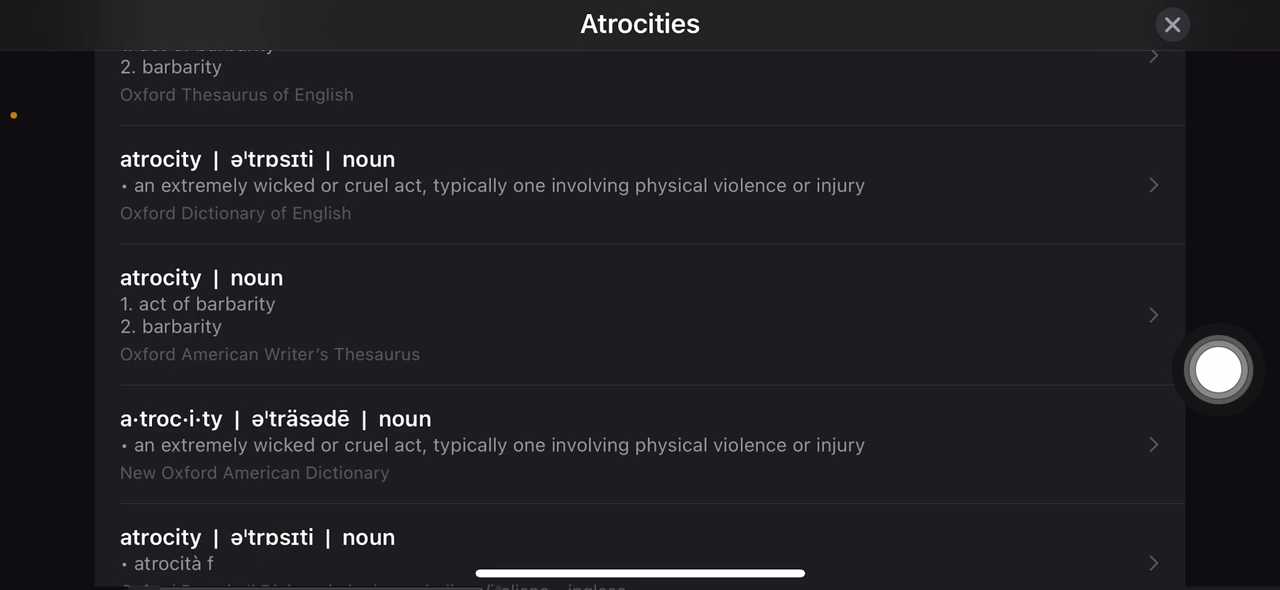 Atrocities
2. barbarity
Oxford Thesaurus of English
atrocity | ə'trɒsɪti | noun
• an extremely wicked or cruel act, typically one involving physical violence or injury
Oxford Dictionary of English
atrocity | noun
1. act of barbarity
2. barbarity
Oxford American Writer's Thesaurus
a·troc·i·ty | ə'träsədē | noun
• an extremely wicked or cruel act, typically one involving physical violence or injury
New Oxford American Dictionary
atrocity | ə'trɒsɪti | noun
• atrocità f